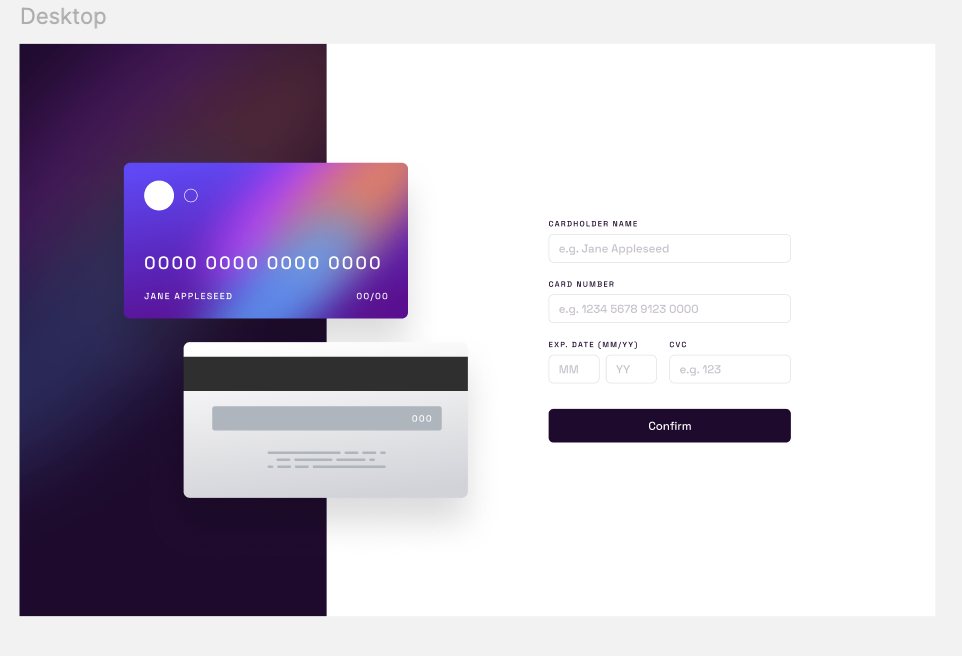 Desktop
0000 0000 0000 0000
JANE APPLESEED 00/00
000
CARDHOLDER NAME
e.g. Jane Appleseed
CARD NUMBER
e.g. 1234 5678 9123 0000
EXP. DATE (MM/YY) CVC
MM YY e.g. 123
Confirm